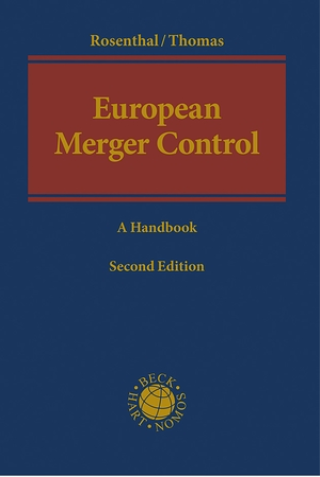 Rosenthal/Thomas
European
Merger Control
A Handbook
Second Edition
BECK · NOMOS · HART ·